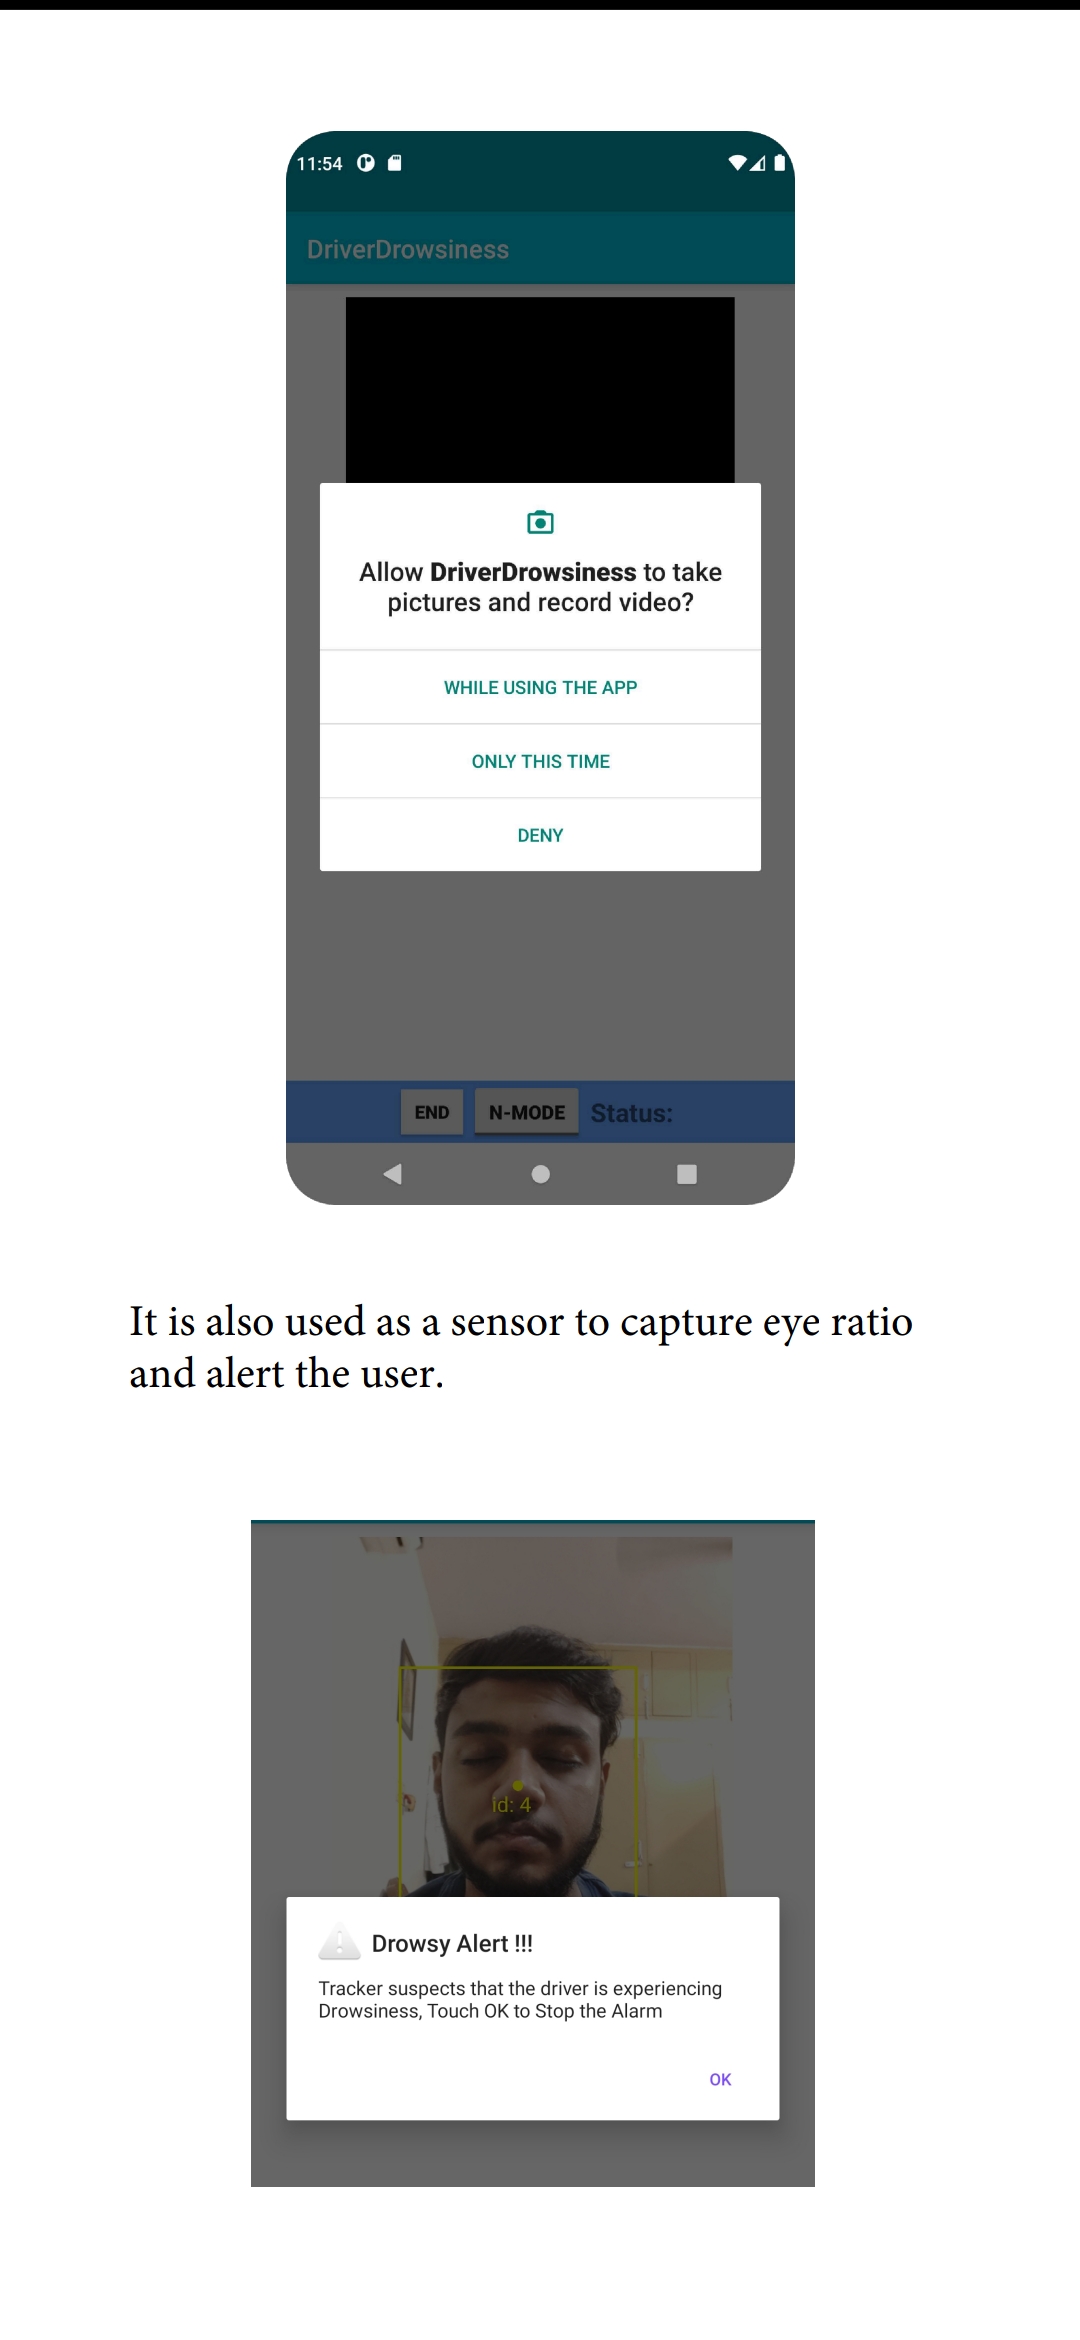 11:54
DriverDrowsiness
Allow DriverDrowsiness to take
pictures and record video?
WHILE USING THE APP
ONLY THIS TIME
DENY
END
N-MODE
Status:
It is also used as a sensor to capture eye ratio
and alert the user.
id: 4
Drowsy Alert !!!
Tracker suspects that the driver is experiencing
Drowsiness, Touch OK to Stop the Alarm
OK